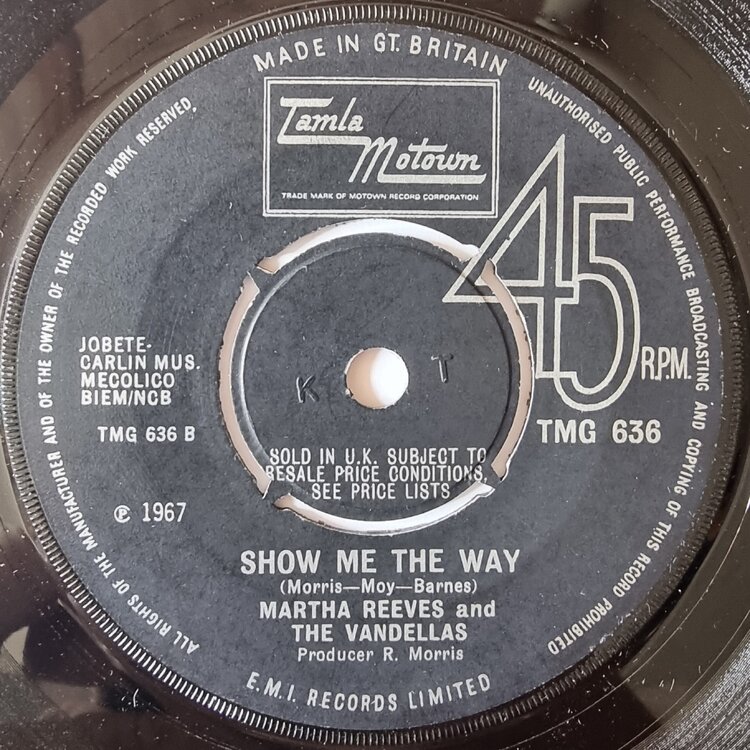 MADE IN GT. BRITAIN
Tamla
Motown
TRADE MARK OF MOTOWN RECORD CORPORATION
45
R.P.M.
JOBETE-
CARLIN MUS.
MECOLICO
BIEM/NCB
TMG 636 B
TMG 636
K T
SOLD IN U.K. SUBJECT TO
RESALE PRICE CONDITIONS,
SEE PRICE LISTS
℗ 1967
SHOW ME THE WAY
(Morris—Moy—Barnes)
MARTHA REEVES and
THE VANDELLAS
Producer R. Morris
E.M.I. RECORDS LIMITED
ALL RIGHTS OF THE MANUFACTURER AND OF THE OWNER OF THE RECORDED WORK RESERVED.
UNAUTHORISED PUBLIC PERFORMANCE BROADCASTING AND COPYING OF THIS RECORD PROHIBITED